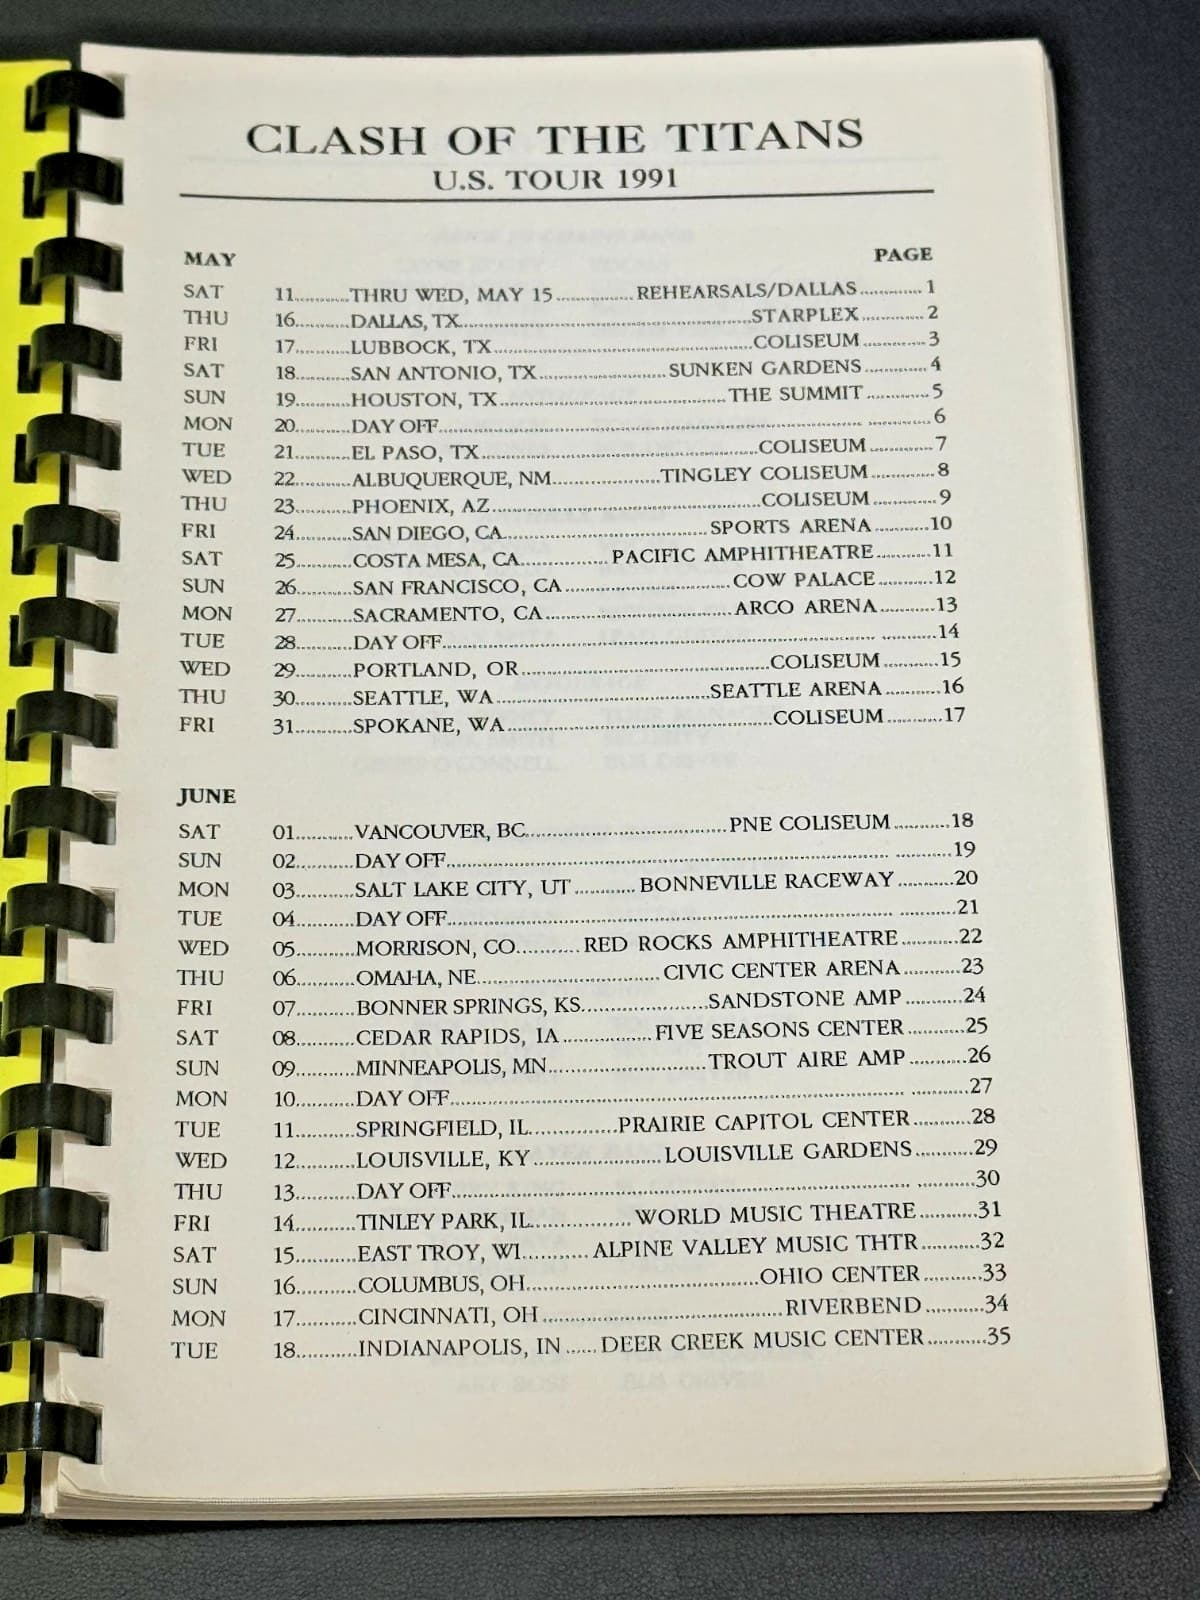 CLASH OF THE TITANS
U.S. TOUR 1991
MAY PAGE
SAT 11............THRU WED, MAY 15................REHEARSALS/DALLAS.............1
THU 16............DALLAS, TX................STARPLEX.............2
FRI 17............LUBBOCK, TX................COLISEUM.............3
SAT 18............SAN ANTONIO, TX................SUNKEN GARDENS.............4
SUN 19............HOUSTON, TX................THE SUMMIT.............5
MON 20............DAY OFF................ .............6
TUE 21............EL PASO, TX................COLISEUM.............7
WED 22............ALBUQUERQUE, NM................TINGLEY COLISEUM.............8
THU 23............PHOENIX, AZ................COLISEUM.............9
FRI 24............SAN DIEGO, CA................SPORTS ARENA............10
SAT 25............COSTA MESA, CA................PACIFIC AMPHITHEATRE............11
SUN 26............SAN FRANCISCO, CA................COW PALACE............12
MON 27............SACRAMENTO, CA................ARCO ARENA............13
TUE 28............DAY OFF................ ............14
WED 29............PORTLAND, OR................COLISEUM............15
THU 30............SEATTLE, WA................SEATTLE ARENA............16
FRI 31............SPOKANE, WA................COLISEUM............17
JUNE
SAT 01............VANCOUVER, BC................PNE COLISEUM............18
SUN 02............DAY OFF................ ............19
MON 03............SALT LAKE CITY, UT............BONNEVILLE RACEWAY............20
TUE 04............DAY OFF................ ............21
WED 05............MORRISON, CO............RED ROCKS AMPHITHEATRE............22
THU 06............OMAHA, NE................CIVIC CENTER ARENA............23
FRI 07............BONNER SPRINGS, KS................SANDSTONE AMP............24
SAT 08............CEDAR RAPIDS, IA................FIVE SEASONS CENTER............25
SUN 09............MINNEAPOLIS, MN................TROUT AIRE AMP............26
MON 10............DAY OFF................ ............27
TUE 11............SPRINGFIELD, IL................PRAIRIE CAPITOL CENTER............28
WED 12............LOUISVILLE, KY................LOUISVILLE GARDENS............29
THU 13............DAY OFF................ ............30
FRI 14............TINLEY PARK, IL................WORLD MUSIC THEATRE............31
SAT 15............EAST TROY, WI............ALPINE VALLEY MUSIC THTR............32
SUN 16............COLUMBUS, OH................OHIO CENTER............33
MON 17............CINCINNATI, OH................RIVERBEND............34
TUE 18............INDIANAPOLIS, IN......DEER CREEK MUSIC CENTER............35